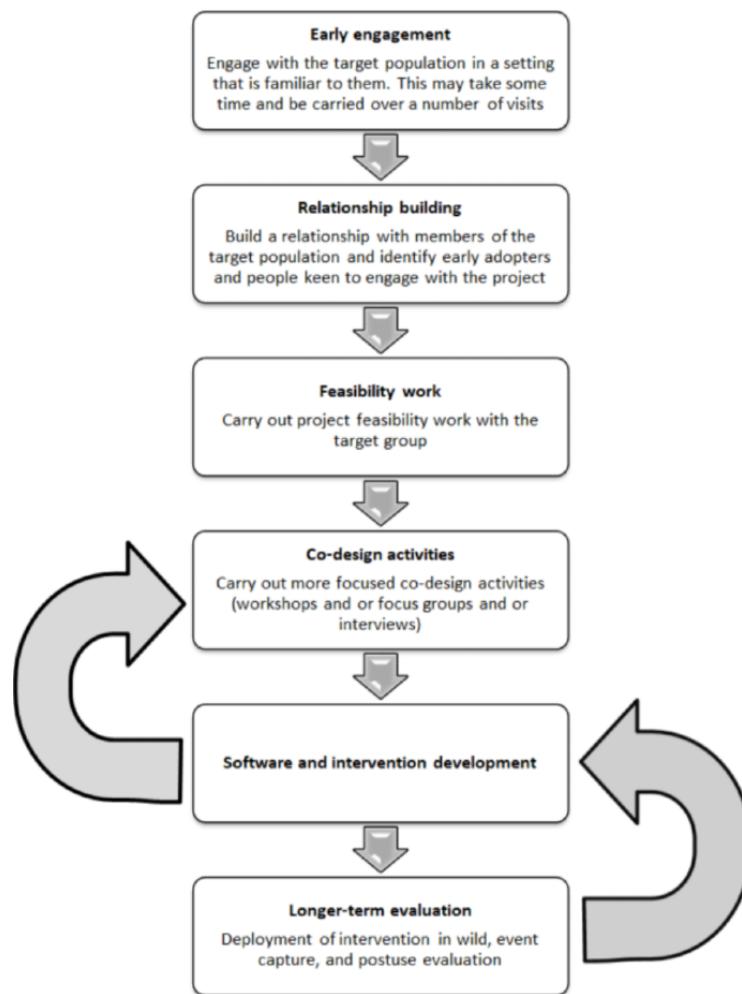 Early engagement
Engage with the target population in a setting
that is familiar to them. This may take some
time and be carried over a number of visits
Relationship building
Build a relationship with members of the
target population and identify early adopters
and people keen to engage with the project
Feasibility work
Carry out project feasibility work with the
target group
Co-design activities
Carry out more focused co-design activities
(workshops and or focus groups and or
interviews)
Software and intervention development
Longer-term evaluation
Deployment of intervention in wild, event
capture, and postuse evaluation